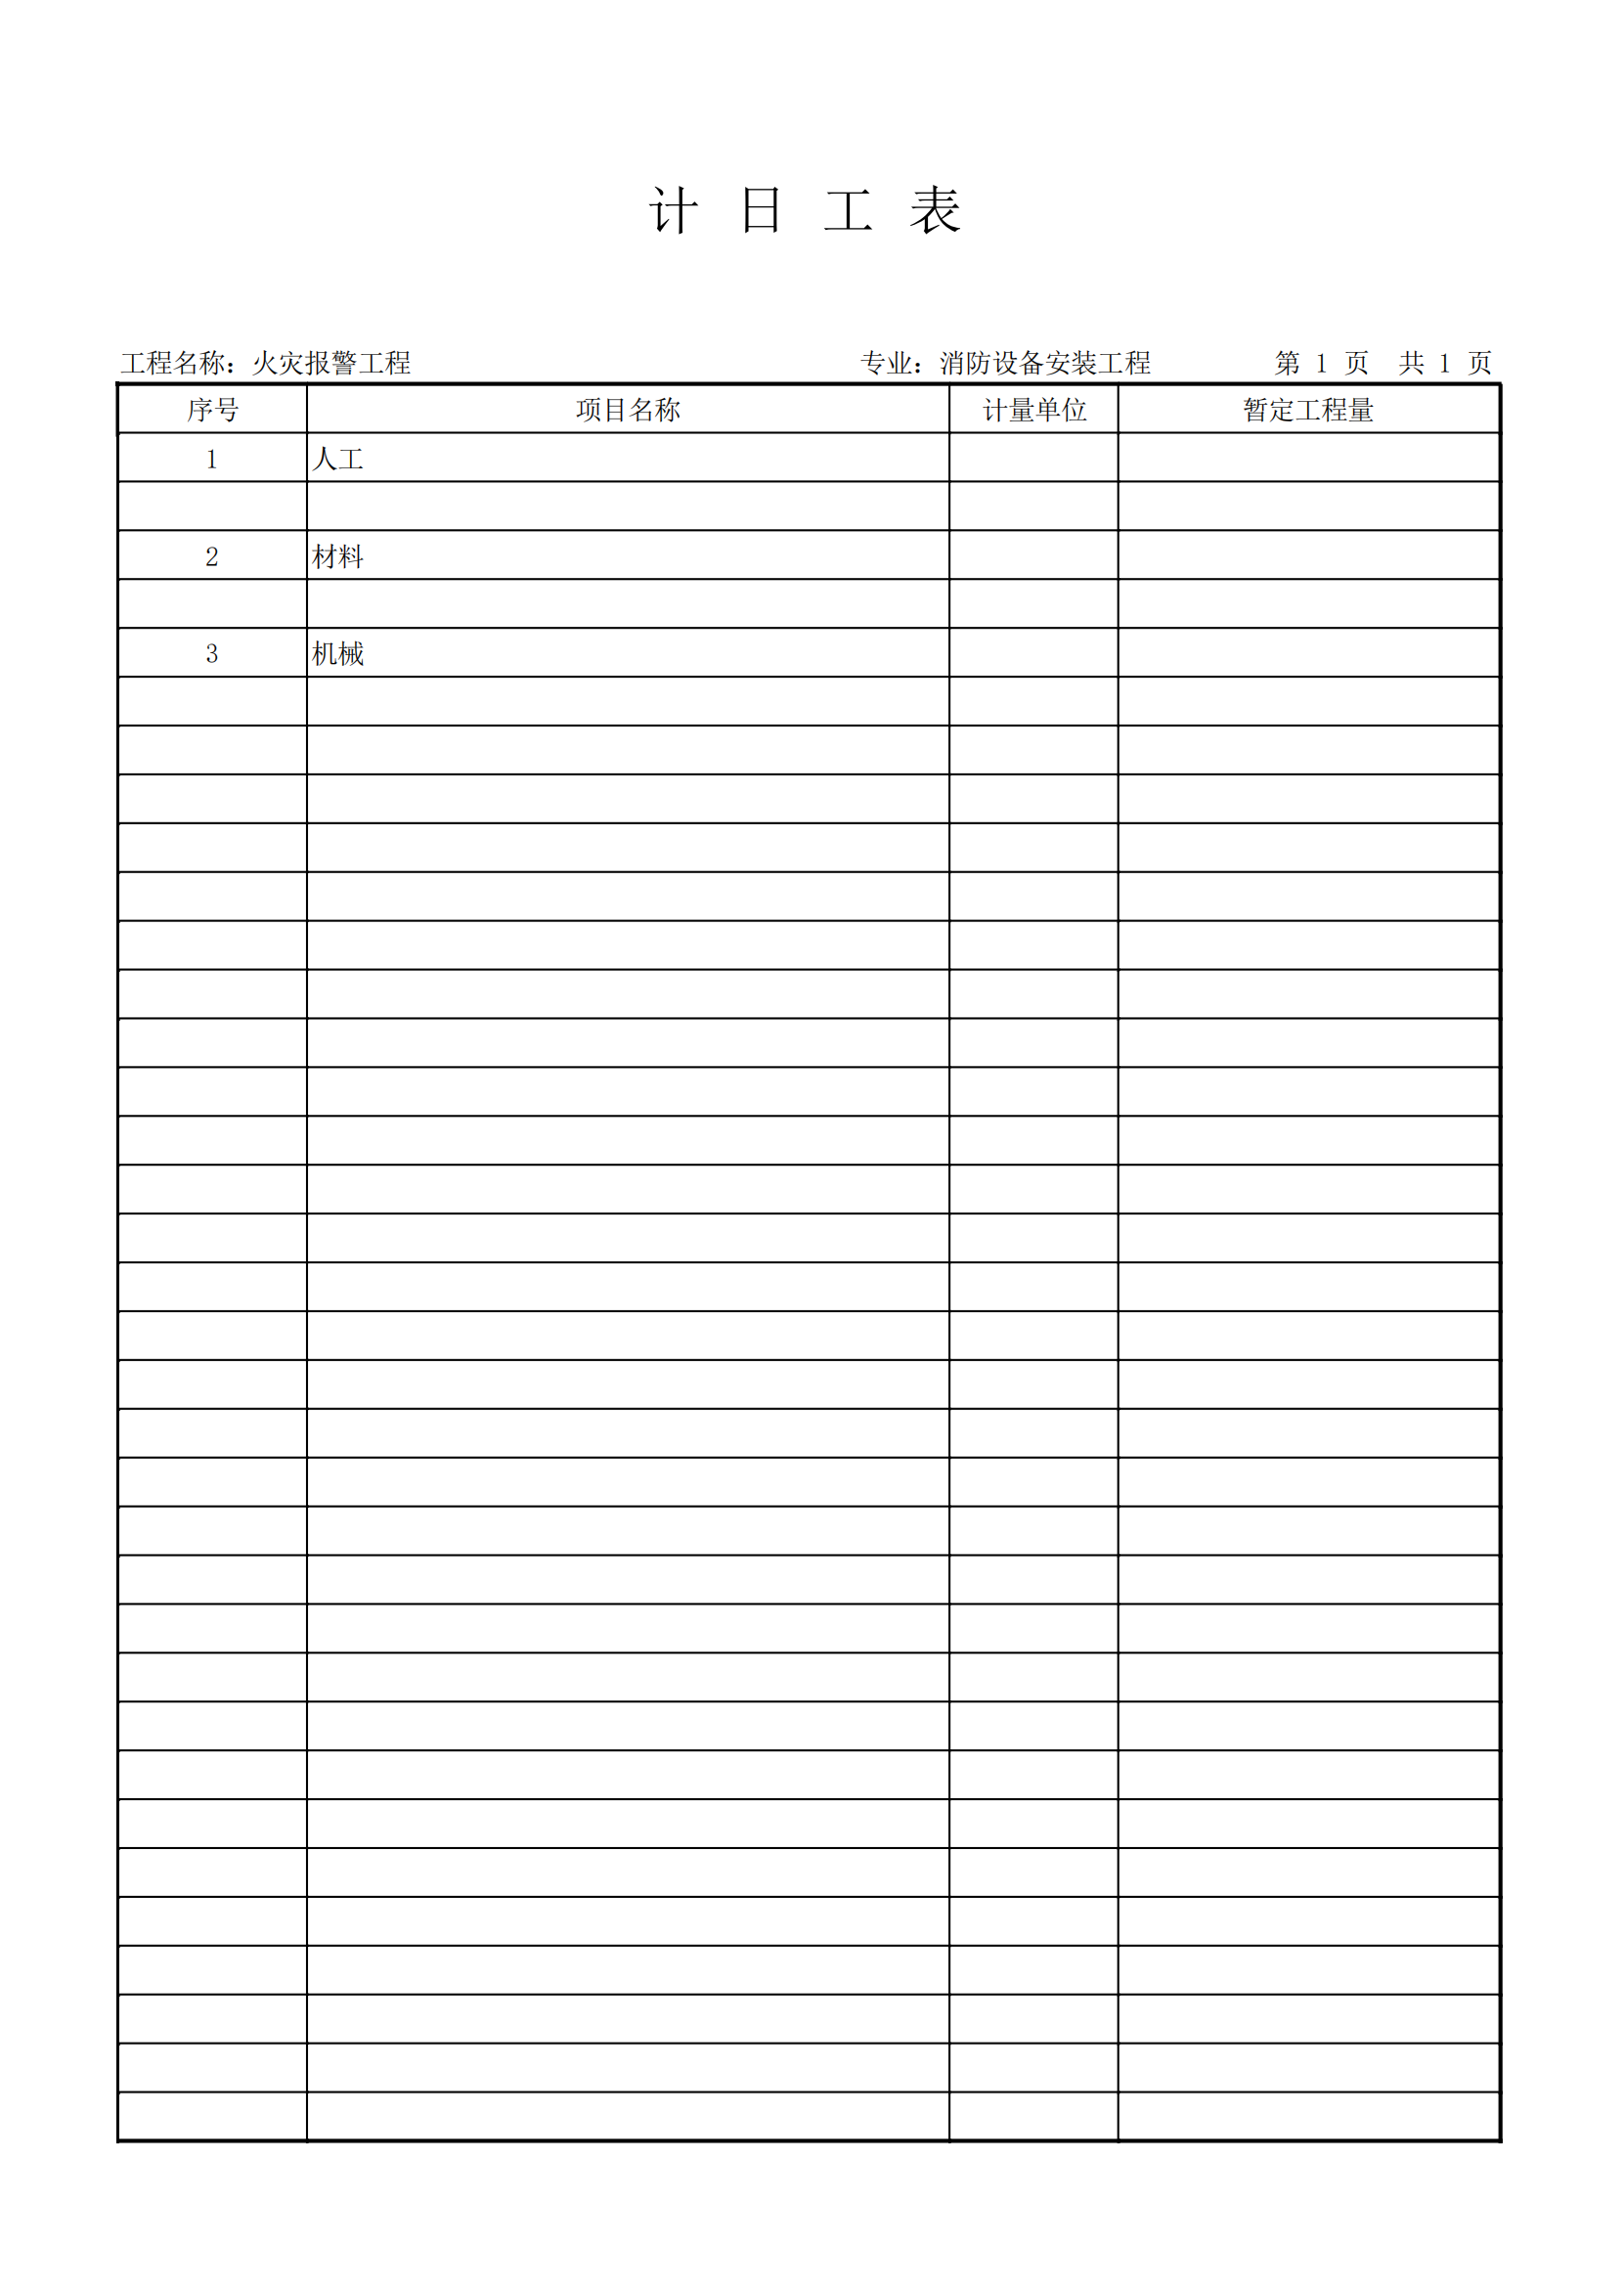 计 日 工 表
工程名称：火灾报警工程 专业：消防设备安装工程 第 1 页 共 1 页
序号 项目名称 计量单位 暂定工程量
1 人工
2 材料
3 机械